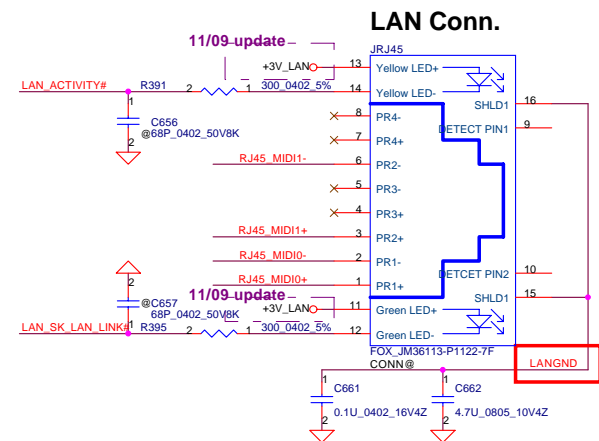 LAN Conn.
11/09 update
JRJ45
+3V_LAN
13
Yellow LED+
LAN_ACTIVITY#
R391
2
1
300_0402_5%
14
Yellow LED-
SHLD1
16
1
C656
@68P_0402_50V8K
2
8
PR4-
DETECT PIN1
9
7
PR4+
RJ45_MIDI1-
6
PR2-
5
PR3-
4
PR3+
RJ45_MIDI1+
3
PR2+
RJ45_MIDI0-
2
PR1-
DETCET PIN2
10
RJ45_MIDI0+
1
PR1+
2
11/09 update
SHLD1
15
@C657
+3V_LAN
11
Green LED+
68P_0402_50V8K
1
LAN_SK_LAN_LINK#
R395
2
1
300_0402_5%
12
Green LED-
FOX_JM36113-P1122-7F
CONN@
LANGND
1
C661
0.1U_0402_16V4Z
2
1
C662
4.7U_0805_10V4Z
2